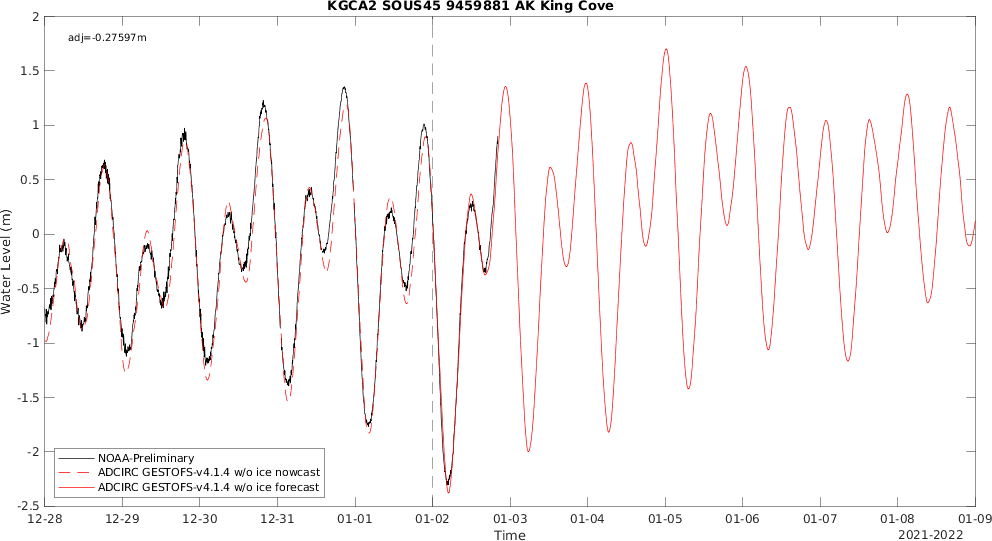 KGCA2 SOUS45 9459881 AK King Cove
adj=-0.27597m
2
1.5
1
0.5
0
-0.5
-1
-1.5
-2
-2.5
Water Level (m)
NOAA-Preliminary
ADCIRC GESTOFS-v4.1.4 w/o ice nowcast
ADCIRC GESTOFS-v4.1.4 w/o ice forecast
12-28 12-29 12-30 12-31 01-01 01-02 01-03 01-04 01-05 01-06 01-07 01-08 01-09
Time
2021-2022